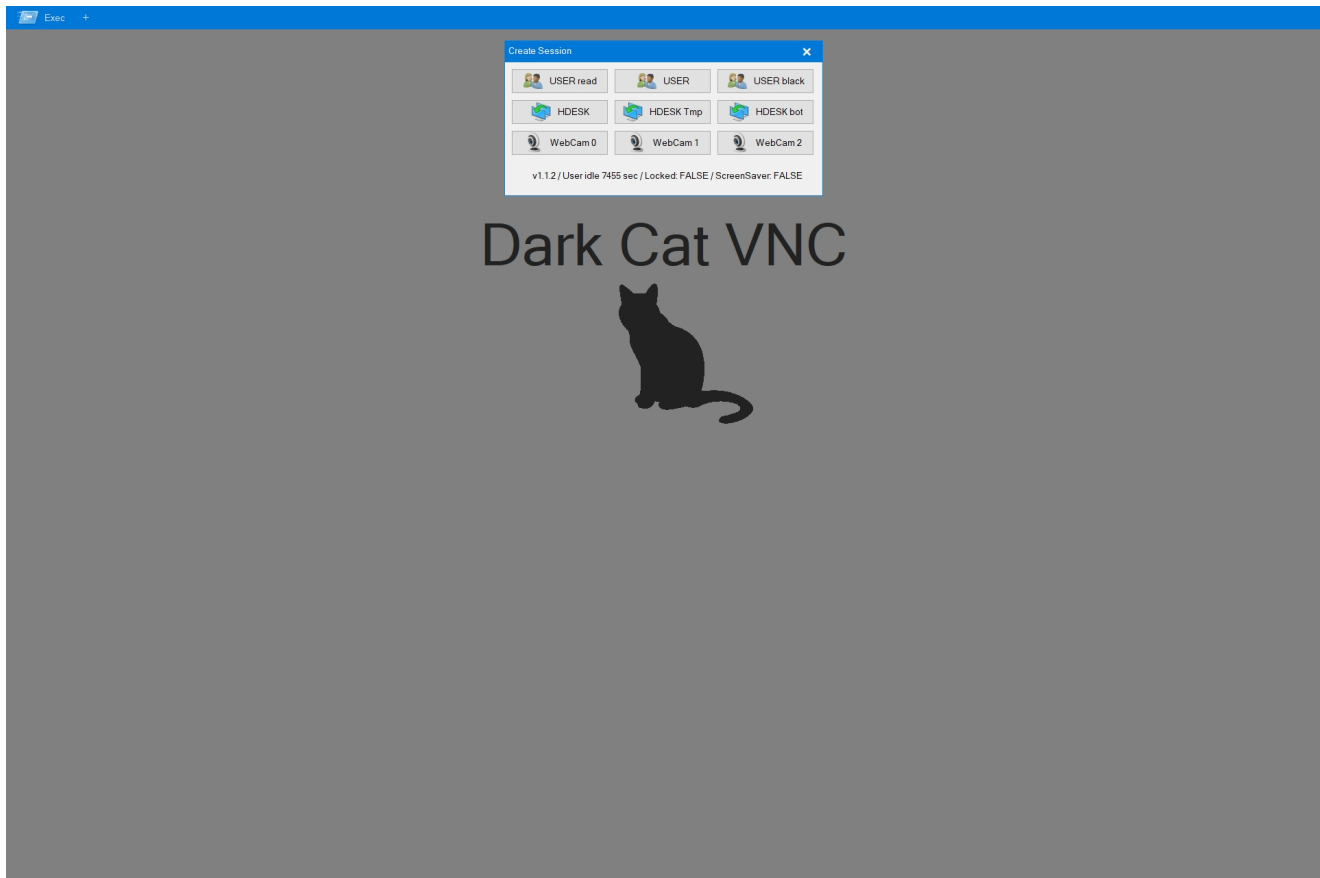 Exec +
Create Session
USER read USER USER black
HDESK HDESK Tmp HDESK bot
WebCam 0 WebCam 1 WebCam 2
v1.1.2 / User idle 7455 sec / Locked: FALSE / ScreenSaver: FALSE
Dark Cat VNC